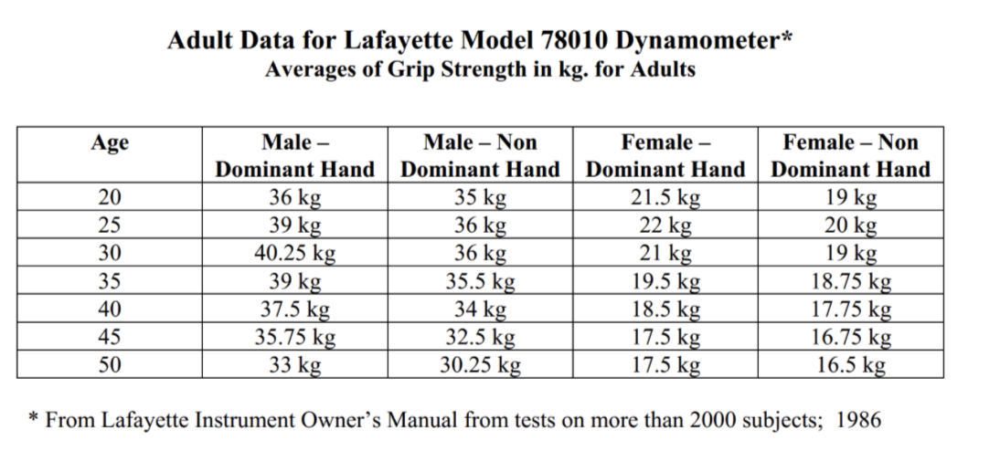 Adult Data for Lafayette Model 78010 Dynamometer*
Averages of Grip Strength in kg. for Adults
Age Male – Dominant Hand Male – Non Dominant Hand Female – Dominant Hand Female – Non Dominant Hand
20 36 kg 35 kg 21.5 kg 19 kg
25 39 kg 36 kg 22 kg 20 kg
30 40.25 kg 36 kg 21 kg 19 kg
35 39 kg 35.5 kg 19.5 kg 18.75 kg
40 37.5 kg 34 kg 18.5 kg 17.75 kg
45 35.75 kg 32.5 kg 17.5 kg 16.75 kg
50 33 kg 30.25 kg 17.5 kg 16.5 kg
* From Lafayette Instrument Owner’s Manual from tests on more than 2000 subjects; 1986